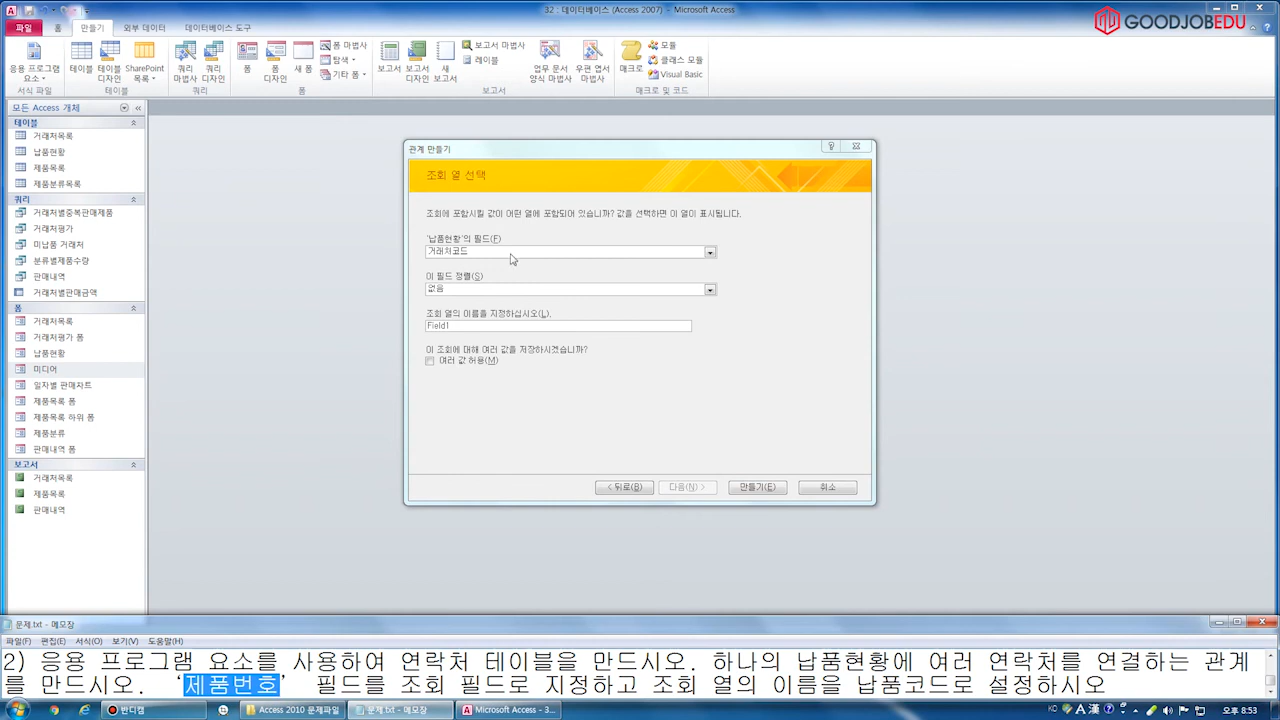 32 : 데이터베이스 (Access 2007) - Microsoft Access
GOODJOBEDU
파일 홈 만들기 외부 데이터 데이터베이스 도구
응용 프로그램 요소
테이블
테이블 디자인
SharePoint 목록
쿼리 마법사
쿼리 디자인
폼
폼 디자인
새 폼
폼 마법사
탐색
기타 폼
보고서
보고서 디자인
새 보고서
보고서 마법사
레이블
업무 문서 양식 마법사
우편 엽서 마법사
매크로
모듈
클래스 모듈
Visual Basic
서식 파일 테이블 쿼리 폼 보고서 매크로 및 코드
모든 Access 개체
테이블
거래처목록
납품현황
제품목록
제품분류목록
쿼리
거래처별중복판매제품
거래처평가
미납품 거래처
분류별제품수량
판매내역
거래처별판매금액
폼
거래처목록
거래처평가 폼
납품현황
미디어
일자별 판매차트
제품목록 폼
제품목록 하위 폼
제품분류
판매내역 폼
보고서
거래처목록
제품목록
판매내역
관계 만들기
조회 열 선택
조회에 포함시킬 값이 어떤 열에 포함되어 있습니까? 값을 선택하면 이 열이 표시됩니다.
'납품현황'의 필드(F)
거래처코드
이 필드 정렬(S)
없음
조회 열의 이름을 지정하십시오(L).
Field1
이 조회에 대해 여러 값을 저장하시겠습니까?
여러 값 허용(M)
< 뒤로(B) 다음(N) > 만들기(E) 취소
문제.txt - 메모장
파일(F) 편집(E) 서식(O) 보기(V) 도움말(H)
2) 응용 프로그램 요소를 사용하여 연락처 테이블을 만드시오. 하나의 납품현황에 여러 연락처를 연결하는 관계
를 만드시오. ‘제품번호’ 필드를 조회 필드로 지정하고 조회 열의 이름을 납품코드로 설정하시오
반디컴 Access 2010 문제파일 문제.txt - 메모장 Microsoft Access - 3... KC A 漢 오후 8:53